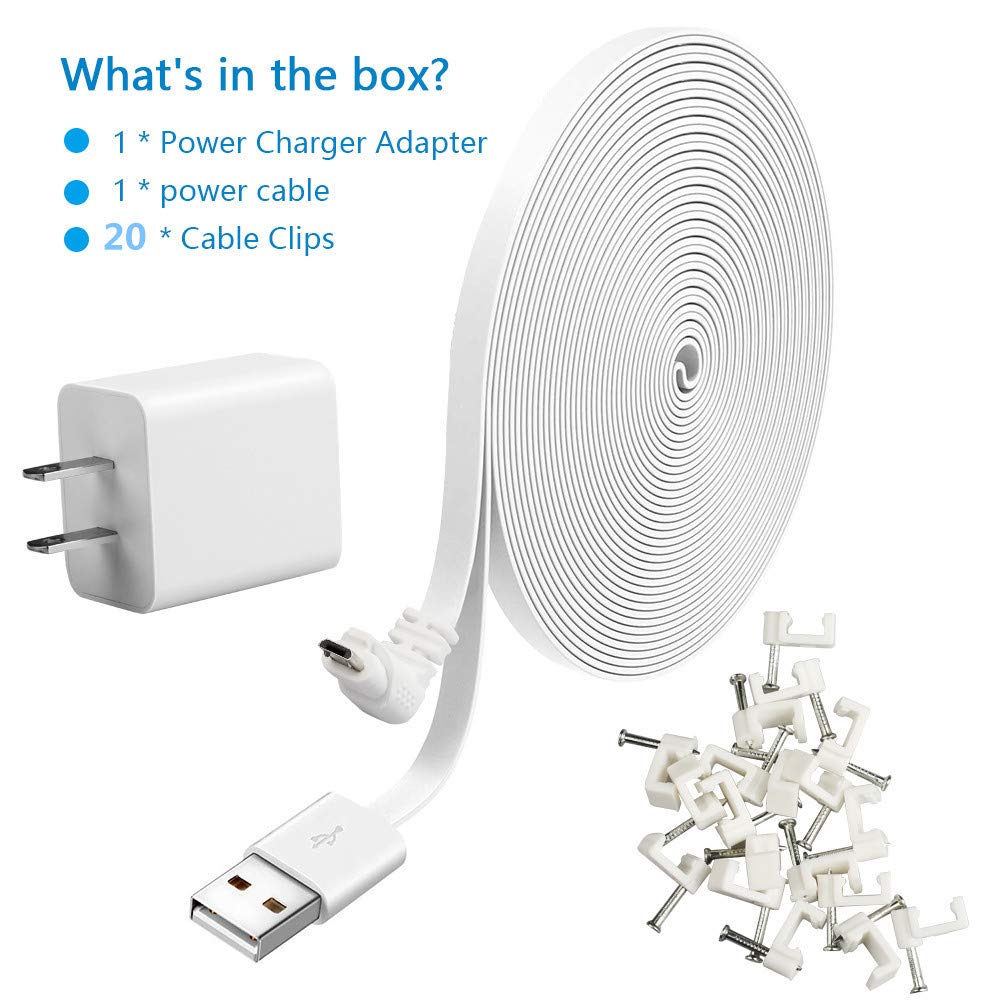 What's in the box?
1 * Power Charger Adapter
1 * power cable
20 * Cable Clips